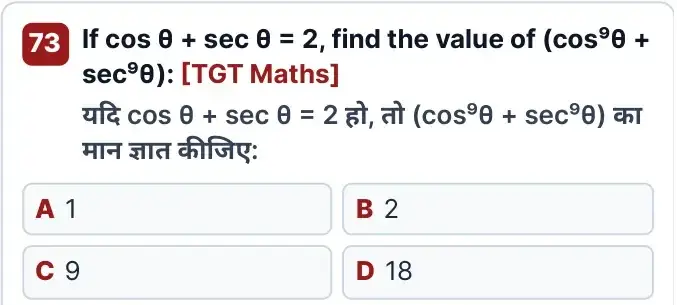 73 If cos θ + sec θ = 2, find the value of (cos⁹θ +
sec⁹θ): [TGT Maths]
यदि cos θ + sec θ = 2 हो, तो (cos⁹θ + sec⁹θ) का
मान ज्ञात कीजिए:
A 1 B 2
C 9 D 18